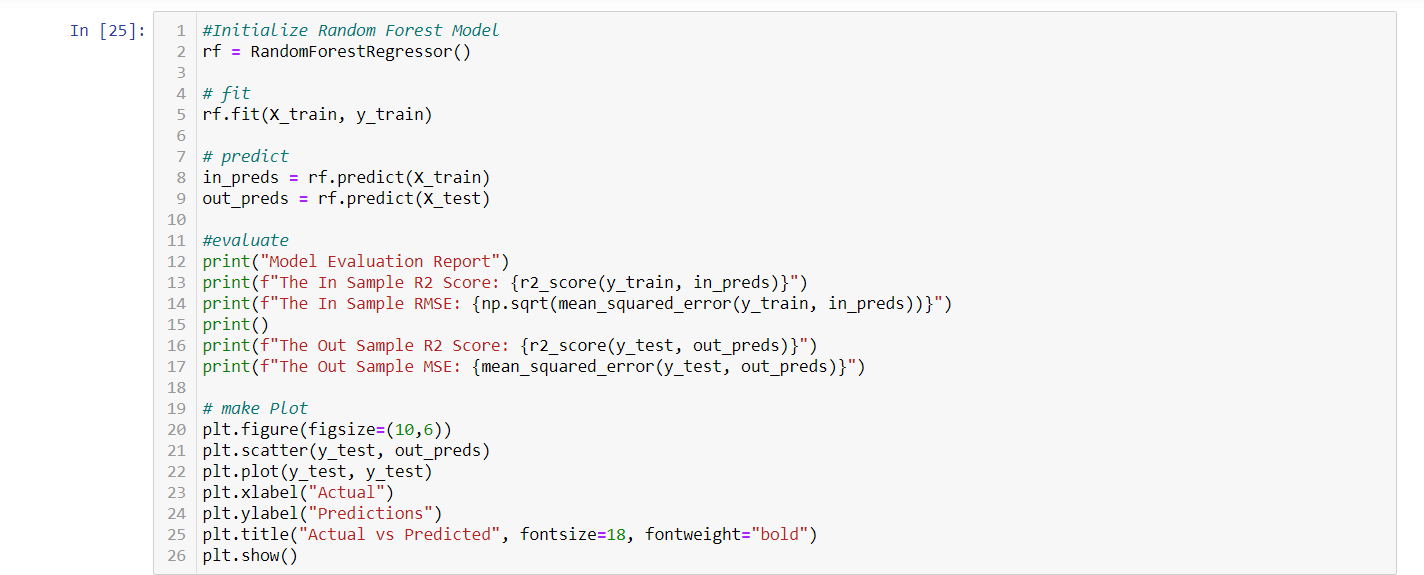 In [25]:
1 #Initialize Random Forest Model
2 rf = RandomForestRegressor()
3
4 # fit
5 rf.fit(X_train, y_train)
6
7 # predict
8 in_preds = rf.predict(X_train)
9 out_preds = rf.predict(X_test)
10
11 #evaluate
12 print("Model Evaluation Report")
13 print(f"The In Sample R2 Score: {r2_score(y_train, in_preds)}")
14 print(f"The In Sample RMSE: {np.sqrt(mean_squared_error(y_train, in_preds))}")
15 print()
16 print(f"The Out Sample R2 Score: {r2_score(y_test, out_preds)}")
17 print(f"The Out Sample MSE: {mean_squared_error(y_test, out_preds)}")
18
19 # make Plot
20 plt.figure(figsize=(10,6))
21 plt.scatter(y_test, out_preds)
22 plt.plot(y_test, y_test)
23 plt.xlabel("Actual")
24 plt.ylabel("Predictions")
25 plt.title("Actual vs Predicted", fontsize=18, fontweight="bold")
26 plt.show()